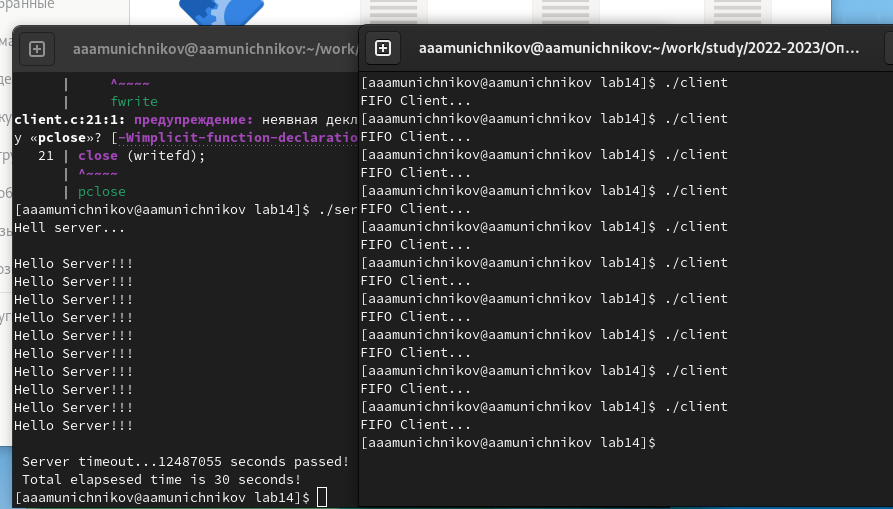 бранные
aaamunichnikov@aamunichnikov:~/work/
| ^~~~~
| fwrite
client.c:21:1: предупреждение: неявная декл
у «pclose»? [-Wimplicit-function-declaratio
21 | close (writefd);
| ^~~~~
| pclose
[aaamunichnikov@aamunichnikov lab14]$ ./ser
Hell server...
Hello Server!!!
Hello Server!!!
Hello Server!!!
Hello Server!!!
Hello Server!!!
Hello Server!!!
Hello Server!!!
Hello Server!!!
Hello Server!!!
Hello Server!!!
Server timeout...12487055 seconds passed!
Total elapsesed time is 30 seconds!
[aaamunichnikov@aamunichnikov lab14]$
aaamunichnikov@aamunichnikov:~/work/study/2022-2023/Оп...
[aaamunichnikov@aamunichnikov lab14]$ ./client
FIFO Client...
[aaamunichnikov@aamunichnikov lab14]$ ./client
FIFO Client...
[aaamunichnikov@aamunichnikov lab14]$ ./client
FIFO Client...
[aaamunichnikov@aamunichnikov lab14]$ ./client
FIFO Client...
[aaamunichnikov@aamunichnikov lab14]$ ./client
FIFO Client...
[aaamunichnikov@aamunichnikov lab14]$ ./client
FIFO Client...
[aaamunichnikov@aamunichnikov lab14]$ ./client
FIFO Client...
[aaamunichnikov@aamunichnikov lab14]$ ./client
FIFO Client...
[aaamunichnikov@aamunichnikov lab14]$ ./client
FIFO Client...
[aaamunichnikov@aamunichnikov lab14]$ ./client
FIFO Client...
[aaamunichnikov@aamunichnikov lab14]$